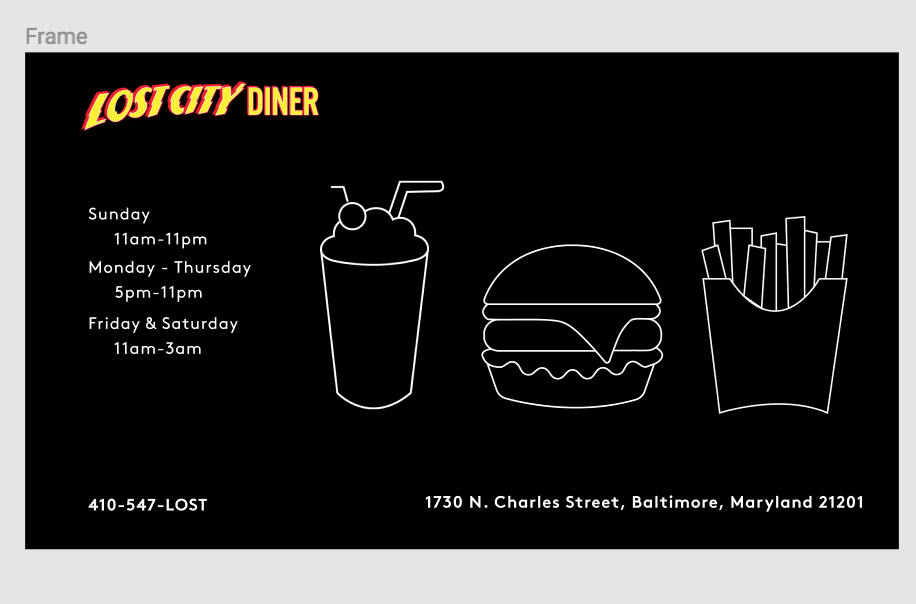 Frame
LOST CITY DINER
Sunday
11am-11pm
Monday - Thursday
5pm-11pm
Friday & Saturday
11am-3am
410-547-LOST
1730 N. Charles Street, Baltimore, Maryland 21201